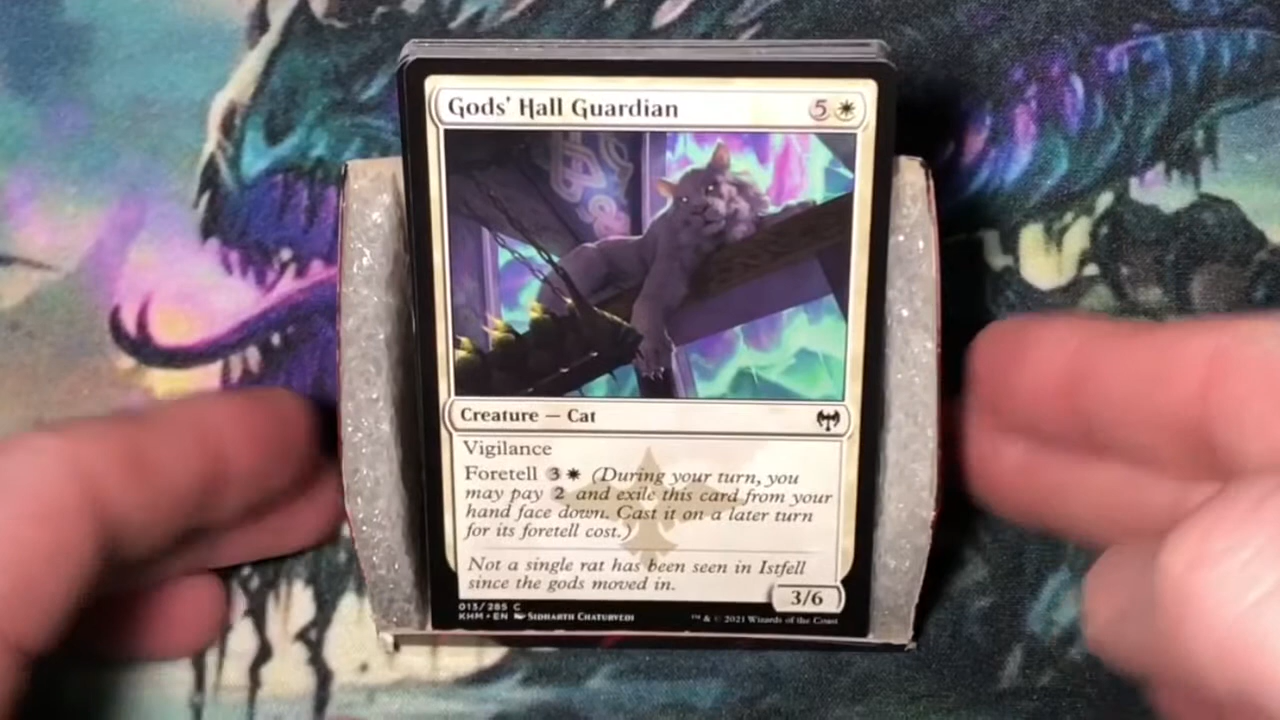 Gods' Hall Guardian 5
Creature — Cat
Vigilance
Foretell 3 (During your turn, you
may pay 2 and exile this card from your
hand face down. Cast it on a later turn
for its foretell cost.)
Not a single rat has been seen in Istfell
since the gods moved in.
3/6
013/285 C
KHM • EN Sidharth Chaturvedi
™ & © 2021 Wizards of the Coast